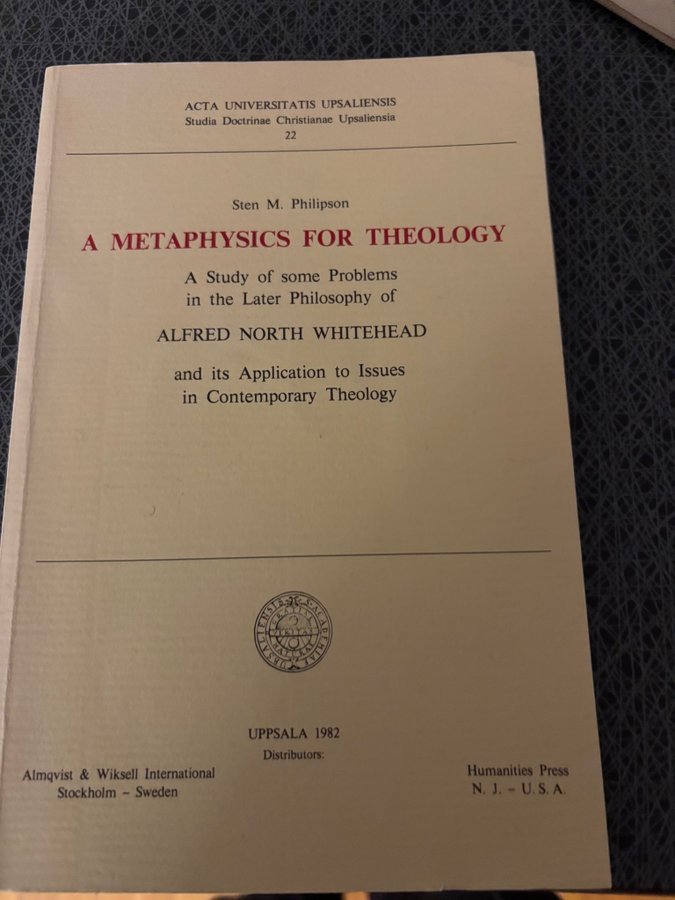 ACTA UNIVERSITATIS UPSALIENSIS
Studia Doctrinae Christianae Upsaliensia
22
Sten M. Philipson
A METAPHYSICS FOR THEOLOGY
A Study of some Problems
in the Later Philosophy of
ALFRED NORTH WHITEHEAD
and its Application to Issues
in Contemporary Theology
VERITAS
UPPSALA 1982
Distributors:
Almqvist & Wiksell International
Stockholm – Sweden
Humanities Press
N. J. – U. S. A.